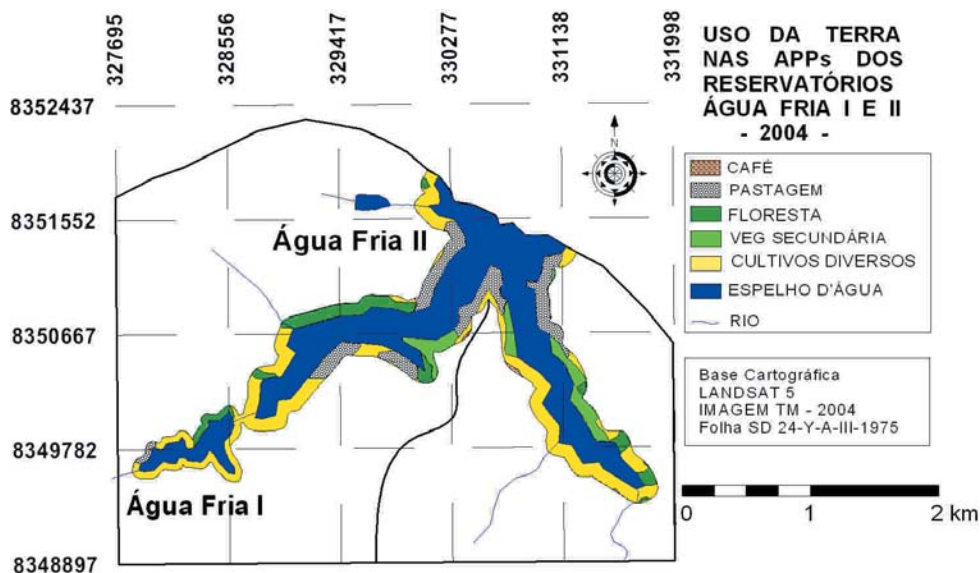 327695
328556
329417
330277
331138
331998
8352437
8351552
8350667
8349782
8348897
Água Fria II
Água Fria I
N
USO DA TERRA
NAS APPs DOS
RESERVATÓRIOS
ÁGUA FRIA I E II
- 2004 -
CAFÉ
PASTAGEM
FLORESTA
VEG SECUNDÁRIA
CULTIVOS DIVERSOS
ESPELHO D'ÁGUA
RIO
Base Cartográfica
LANDSAT 5
IMAGEM TM - 2004
Folha SD 24-Y-A-III-1975
0 1 2 km